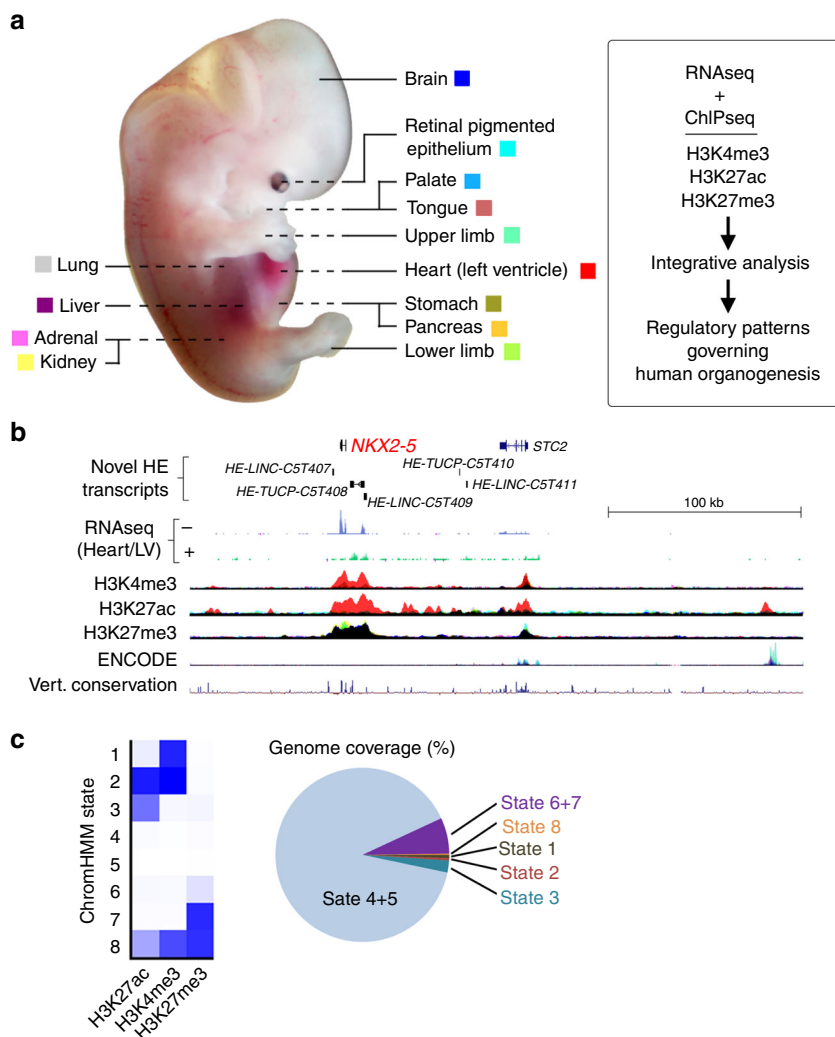 a
Brain
Retinal pigmented
epithelium
Palate
Tongue
Upper limb
Heart (left ventricle)
Stomach
Pancreas
Lower limb
Lung
Liver
Adrenal
Kidney
RNAseq
+
ChIPseq
H3K4me3
H3K27ac
H3K27me3
Integrative analysis
Regulatory patterns
governing
human organogenesis
b
NKX2-5
STC2
Novel HE
transcripts
HE-LINC-C5T407
HE-TUCP-C5T410
HE-TUCP-C5T408
HE-LINC-C5T411
HE-LINC-C5T409
100 kb
RNAseq
(Heart/LV)
–
+
H3K4me3
H3K27ac
H3K27me3
ENCODE
Vert. conservation
c
ChromHMM state
1
2
3
4
5
6
7
8
H3K27ac
H3K4me3
H3K27me3
Genome coverage (%)
State 6+7
State 8
State 1
State 2
State 3
Sate 4+5